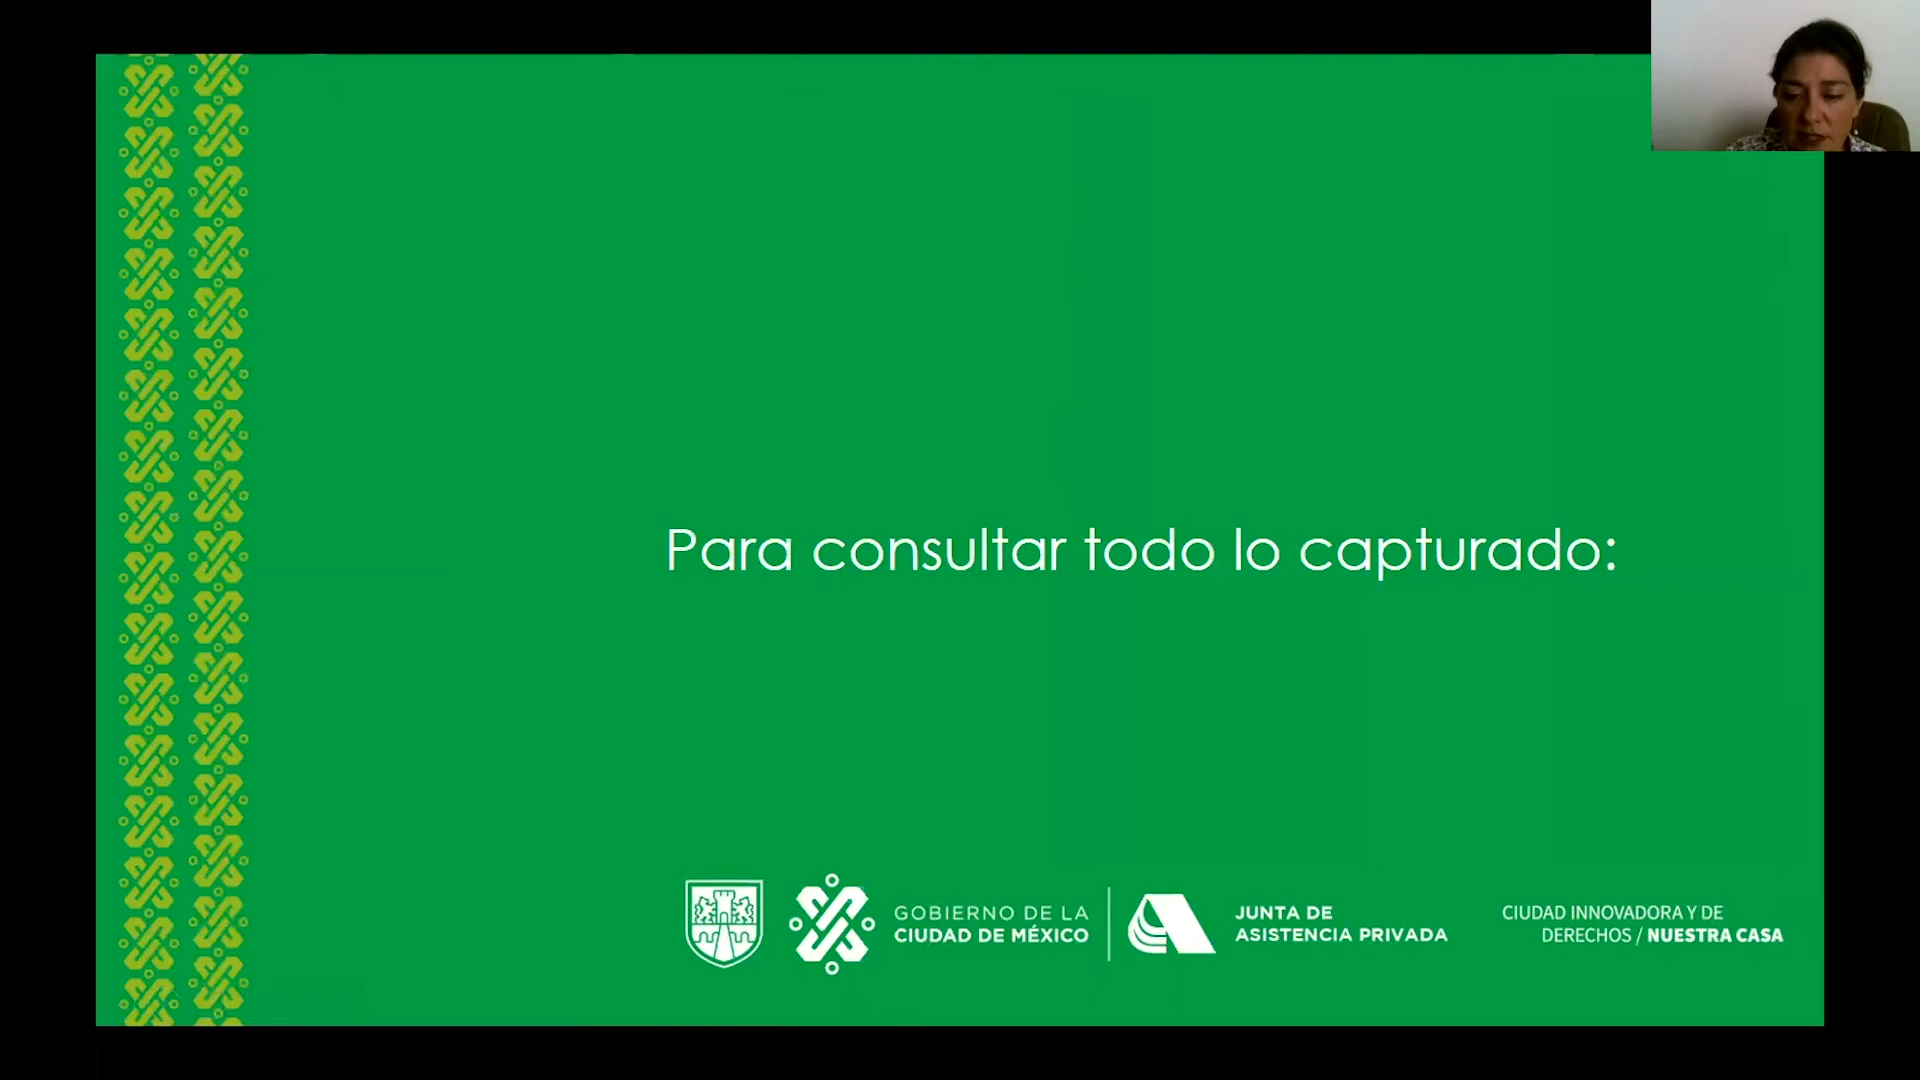 Para consultar todo lo capturado:
GOBIERNO DE LA
CIUDAD DE MÉXICO
JUNTA DE
ASISTENCIA PRIVADA
CIUDAD INNOVADORA Y DE
DERECHOS / NUESTRA CASA